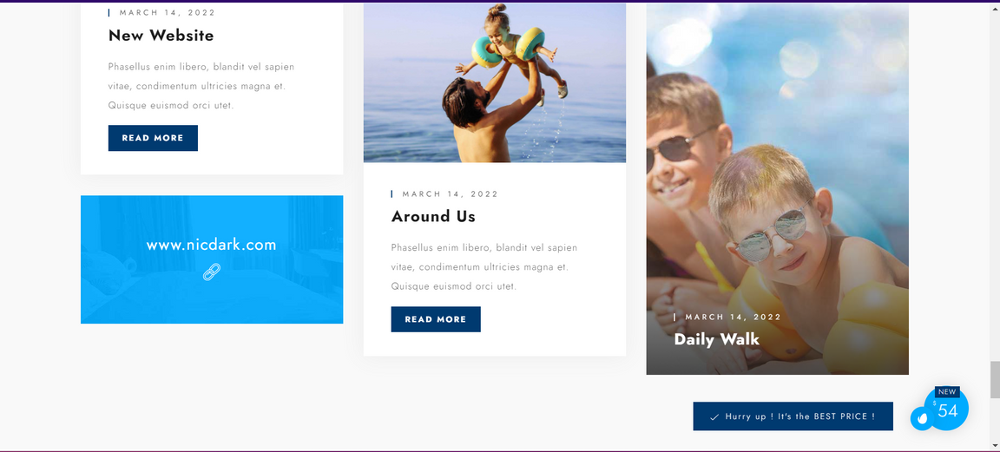 MARCH 14, 2022
New Website
Phasellus enim libero, blandit vel sapien
vitae, condimentum ultricies magna et.
Quisque euismod orci utet.
READ MORE
www.nicdark.com
MARCH 14, 2022
Around Us
Phasellus enim libero, blandit vel sapien
vitae, condimentum ultricies magna et.
Quisque euismod orci utet.
READ MORE
MARCH 14, 2022
Daily Walk
Hurry up ! It's the BEST PRICE !
NEW
$ 54